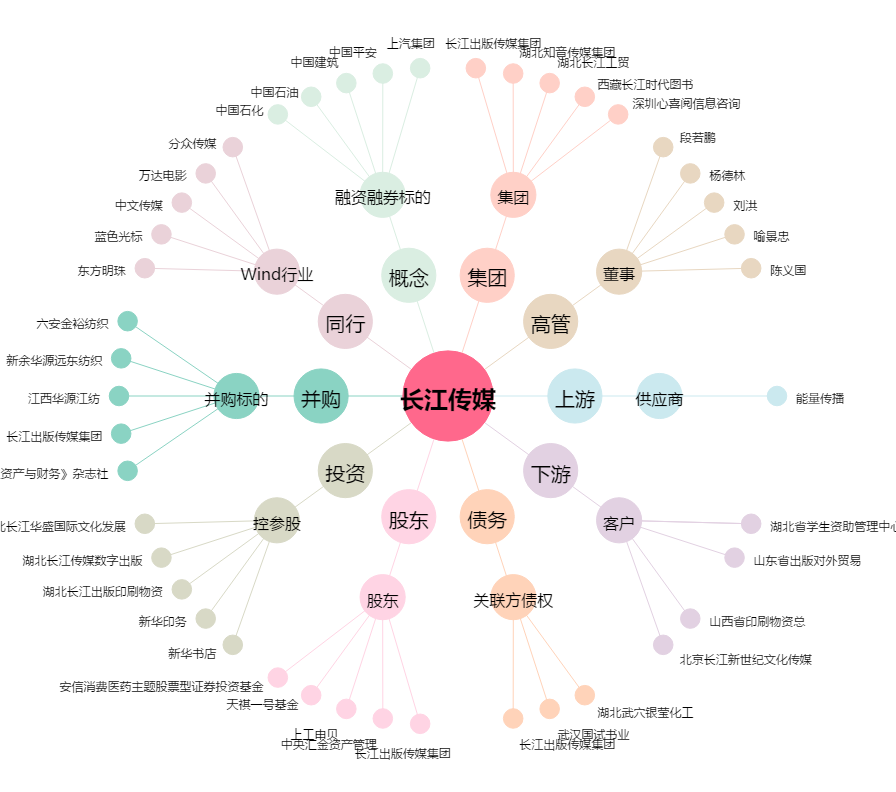 上汽集团
长江出版传媒集团
中国平安
湖北知音传媒集团
中国建筑
湖北长江工贸
中国石油
西藏长江时代图书
中国石化
深圳心喜阅信息咨询
分众传媒
段若鹏
万达电影
杨德林
融资融券标的
集团
中文传媒
刘洪
蓝色光标
喻景忠
东方明珠
Wind行业
概念
集团
董事
陈义国
同行
高管
六安金裕纺织
新余华源远东纺织
江西华源江纺
并购标的
并购
长江传媒
上游
供应商
能量传播
长江出版传媒集团
资产与财务》杂志社
投资
下游
北长江华盛国际文化发展
控参股
股东
债务
客户
湖北省学生资助管理中心
湖北长江传媒数字出版
山东省出版对外贸易
湖北长江出版印刷物资
股东
关联方债权
新华印务
山西省印刷物资总
新华书店
北京长江新世纪文化传媒
安信消费医药主题股票型证券投资基金
天祺一号基金
湖北武穴银莹化工
上工申贝
武汉国试书业
中央汇金资产管理
长江出版传媒集团
长江出版传媒集团